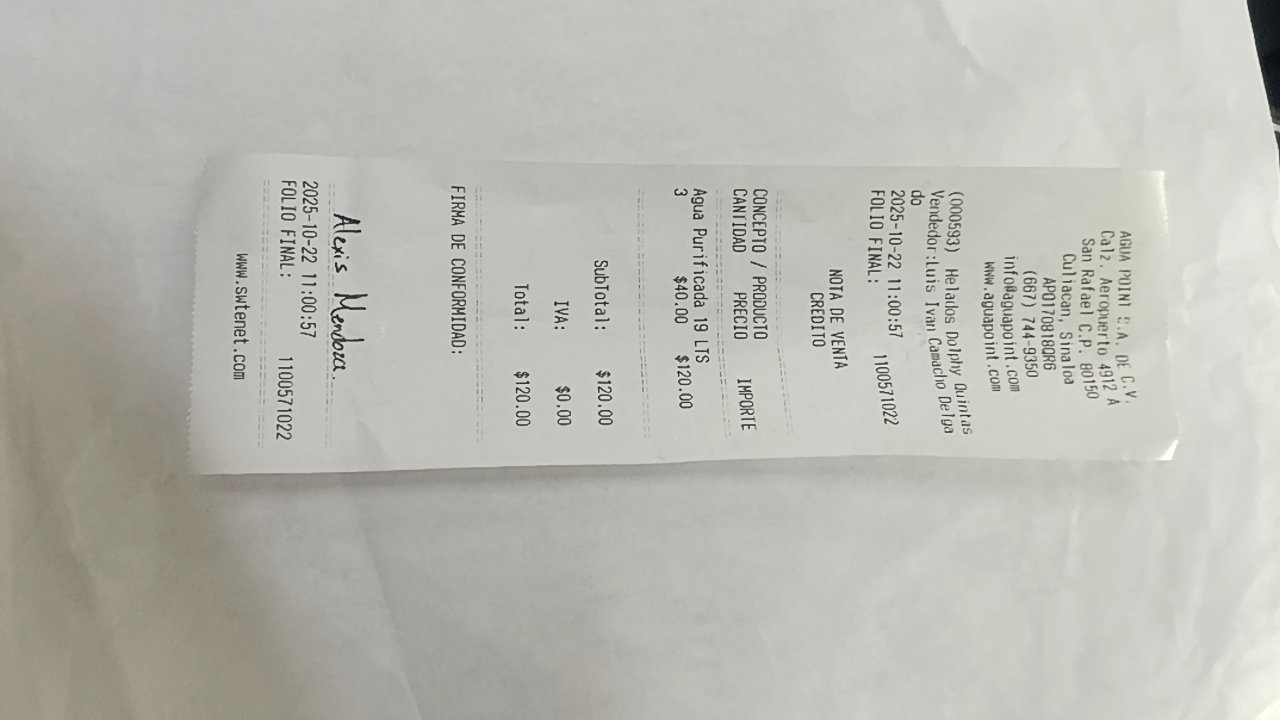 AGUA POINT S.A. DE C.V.
Calz. Aeropuerto 4912 A
San Rafael C.P. 80150
Culiacan, Sinaloa
APO170818QR6
(667) 744-9350
info@aguapoint.com
www.aguapoint.com
(000593) Helados Dolphy Quintas
Vendedor:Luis Ivan Camacho Delga
do
2025-10-22 11:00:57
FOLIO FINAL: 1100571022
NOTA DE VENTA
CREDITO
CONCEPTO / PRODUCTO
CANTIDAD PRECIO IMPORTE
Agua Purificada 19 LTS
3 $40.00 $120.00
SubTotal: $120.00
IVA: $0.00
Total: $120.00
FIRMA DE CONFORMIDAD:
Alexis Mendoza.
2025-10-22 11:00:57
FOLIO FINAL: 1100571022
www.swtenet.com